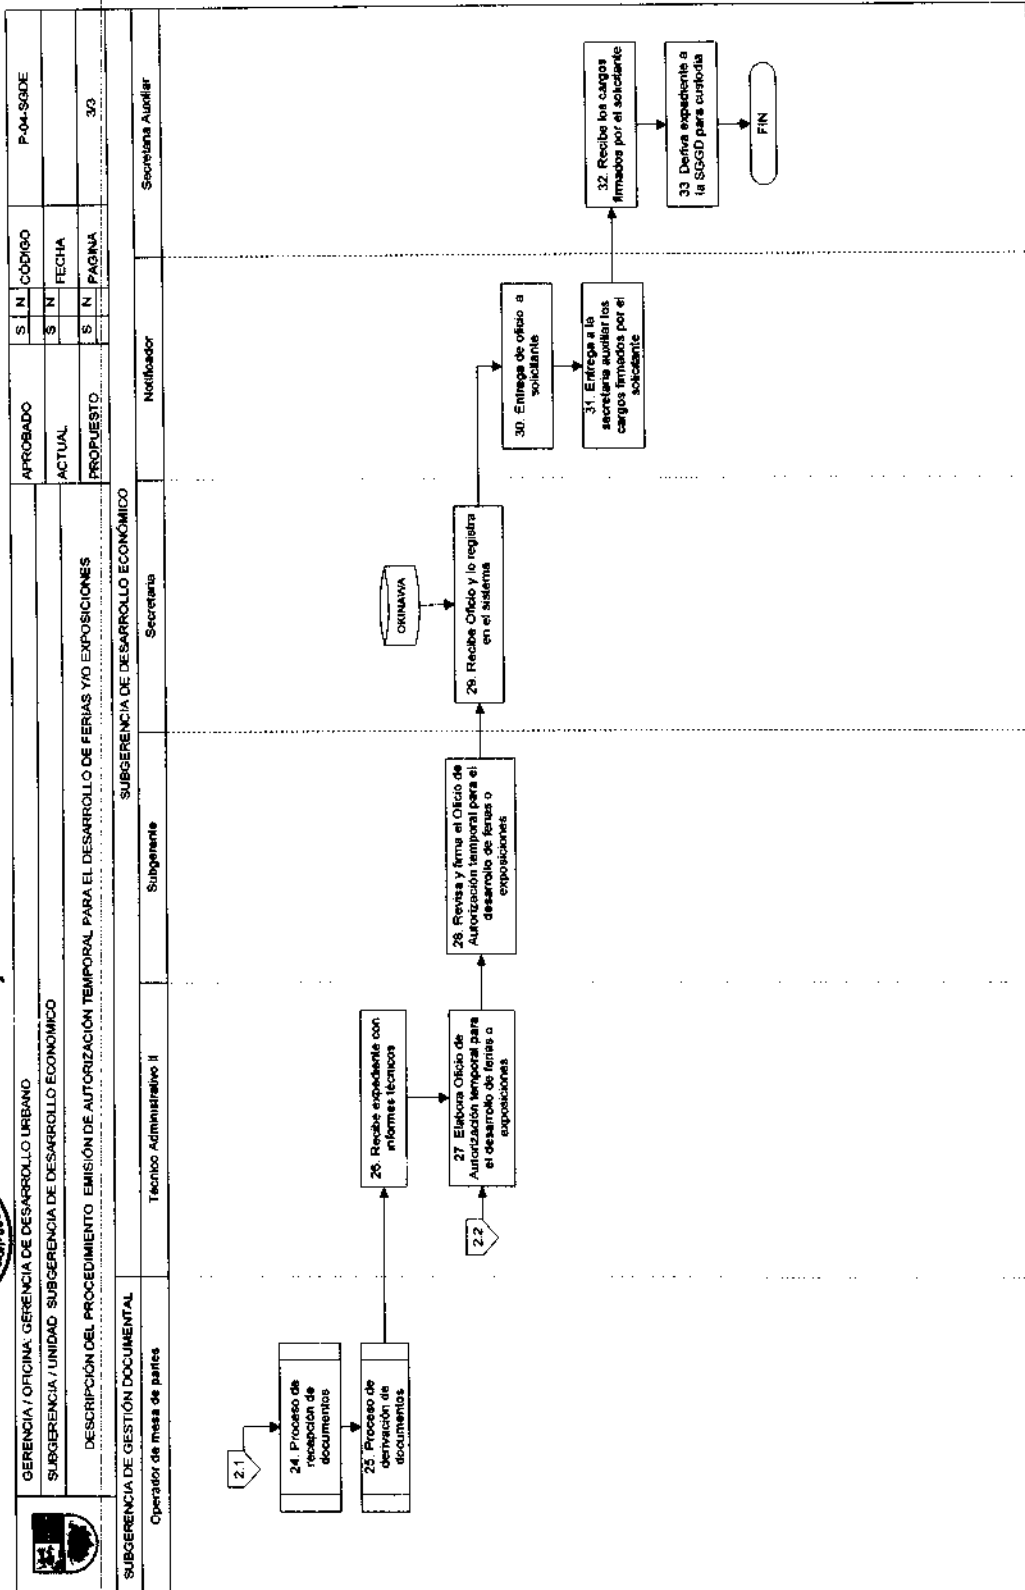 GERENCIA / OFICINA: GERENCIA DE DESARROLLO URBANO
APROBADO
S
N
CÓDIGO
P-04-SGDE
SUBGERENCIA / UNIDAD SUBGERENCIA DE DESARROLLO ECONOMICO
ACTUAL
S
N
FECHA
DESCRIPCIÓN DEL PROCEDIMIENTO EMISIÓN DE AUTORIZACIÓN TEMPORAL PARA EL DESARROLLO DE FERIAS Y/O EXPOSICIONES
PROPUESTO
S
N
PAGINA
3/3
SUBGERENCIA DE GESTIÓN DOCUMENTAL
SUBGERENCIA DE DESARROLLO ECONÓMICO
Operador de mesa de partes
Técnico Administrativo II
Subgerente
Secretaria
Notificador
Secretaria Auxiliar
2.1
24. Proceso de
recepción de
documentos
25. Proceso de
derivación de
documentos
26. Recibe expediente con
informes técnicos
2.2
27 Elabora Oficio de
Autorización temporal para
el desarrollo de ferias o
exposiciones
28. Revisa y firma el Oficio de
Autorización temporal para el
desarrollo de ferias o
exposiciones
OKINAWA
29. Recibe Oficio y lo registra
en el sistema
30. Entrega de oficio a
solicitante
31. Entrega a la
secretaria auxiliar los
cargos firmados por el
solicitante
32. Recibe los cargos
firmados por el solicitante
33 Deriva expediente a
la SGGD para custodia
FIN